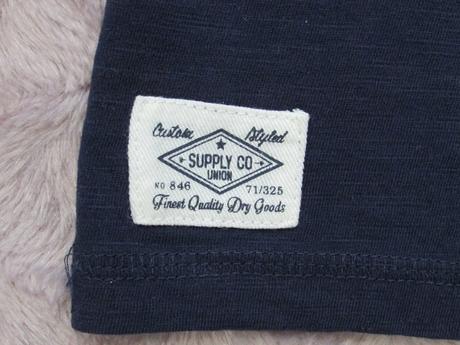 Custom Styled
SUPPLY CO
UNION
NO 846 71/325
Finest Quality Dry Goods